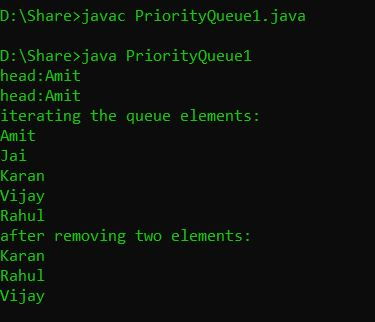 D:\Share>javac PriorityQueue1.java
D:\Share>java PriorityQueue1
head:Amit
head:Amit
iterating the queue elements:
Amit
Jai
Karan
Vijay
Rahul
after removing two elements:
Karan
Rahul
Vijay